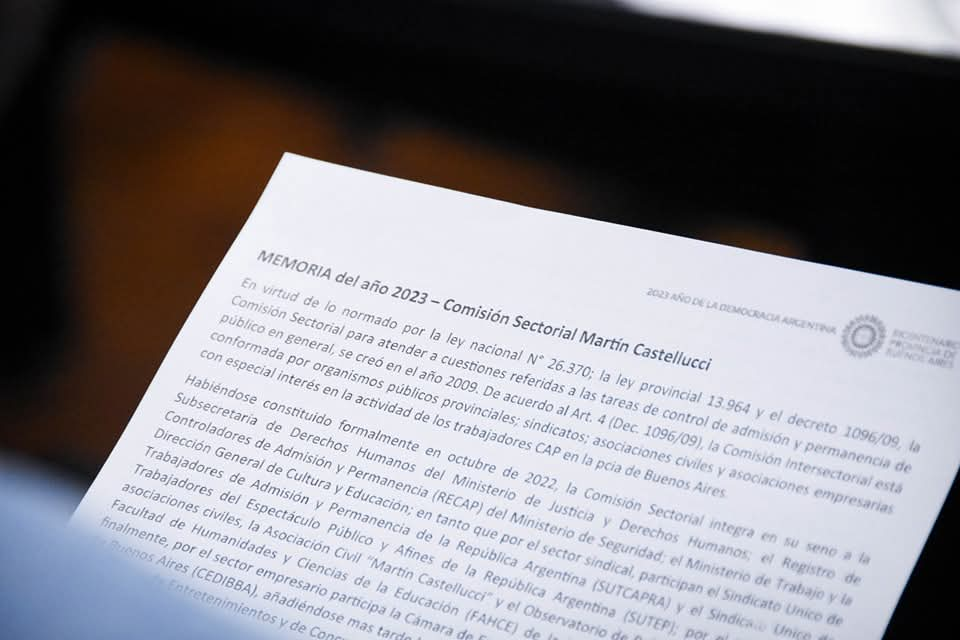 2023 AÑO DE LA DEMOCRACIA ARGENTINA
BICENTENARIO
PROVINCIA DE
BUENOS AIRES
MEMORIA del año 2023 – Comisión Sectorial Martín Castellucci
En virtud de lo normado por la ley nacional N° 26.370; la ley provincial 13.964 y el decreto 1096/09, la
Comisión Sectorial para atender a cuestiones referidas a las tareas de control de admisión y permanencia de
público en general, se creó en el año 2009. De acuerdo al Art. 4 (Dec. 1096/09), la Comisión Intersectorial está
conformada por organismos públicos provinciales; sindicatos; asociaciones civiles y asociaciones empresarias
con especial interés en la actividad de los trabajadores CAP en la pcia de Buenos Aires.
Habiéndose constituido formalmente en octubre de 2022, la Comisión Sectorial integra en su seno a la
Subsecretaría de Derechos Humanos del Ministerio de Justicia y Derechos Humanos; el Registro de
Controladores de Admisión y Permanencia (RECAP) del Ministerio de Seguridad; el Ministerio de Trabajo y la
Dirección General de Cultura y Educación; en tanto que por el sector sindical, participan el Sindicato Unico de
Trabajadores de Admisión y Permanencia de la República Argentina (SUTCAPRA) y el Sindicato Unico de
Trabajadores del Espectáculo Público y Afines de la República Argentina (SUTEP); por el
asociaciones civiles, la Asociación Civil "Martín Castellucci" y el Observatorio de
Facultad de Humanidades y Ciencias de la Educación (FAHCE) de la
finalmente, por el sector empresario participa la Cámara de
Buenos Aires (CEDIBBA), añadiéndose mas tarde
de Entretenimientos y de